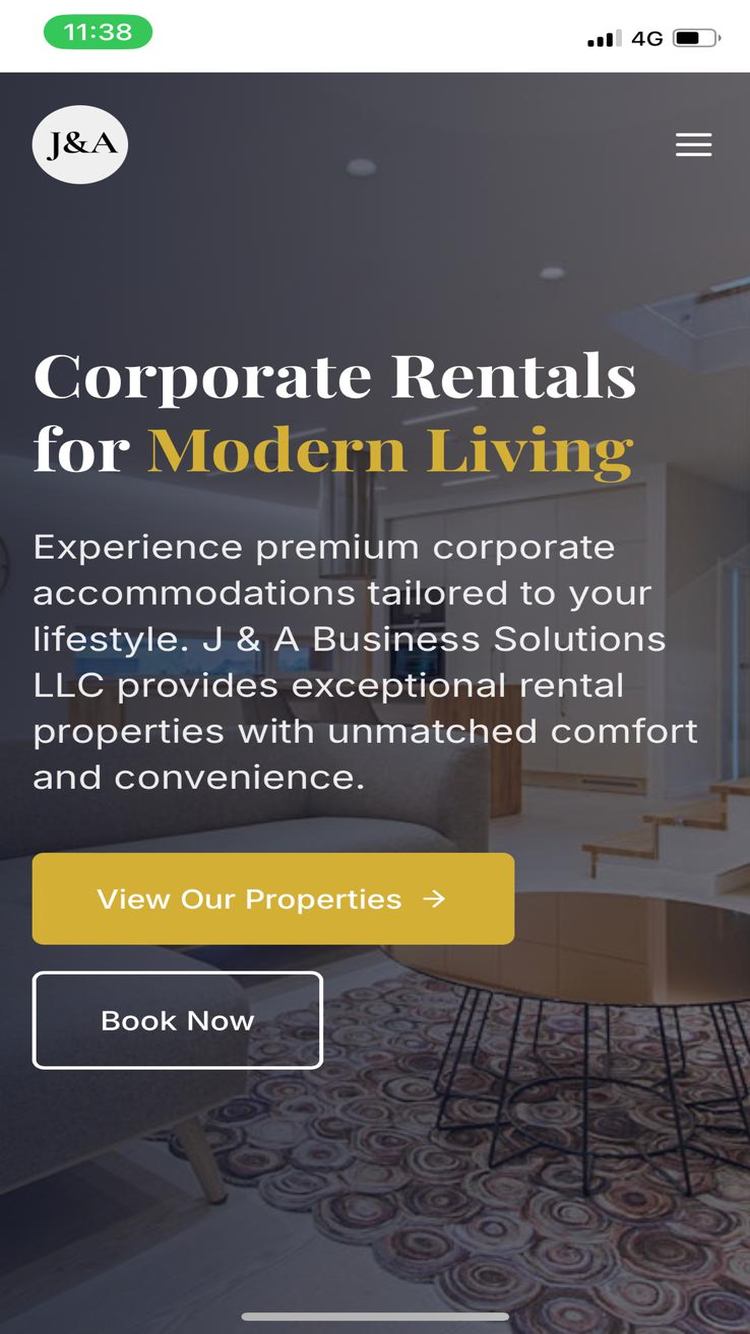 11:38
4G
J&A
Corporate Rentals
for Modern Living
Experience premium corporate
accommodations tailored to your
lifestyle. J & A Business Solutions
LLC provides exceptional rental
properties with unmatched comfort
and convenience.
View Our Properties →
Book Now